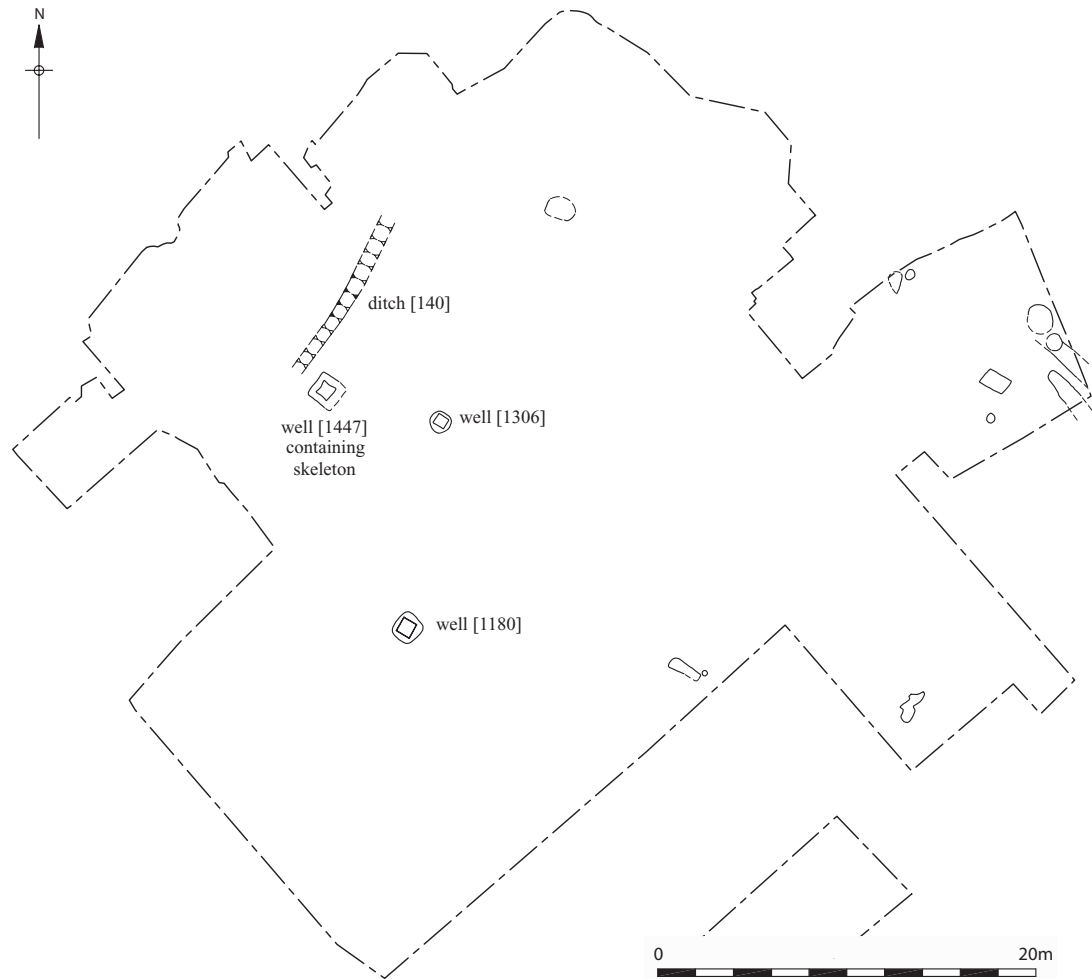 N
ditch [140]
well [1447]
containing
skeleton
well [1306]
well [1180]
0 20m